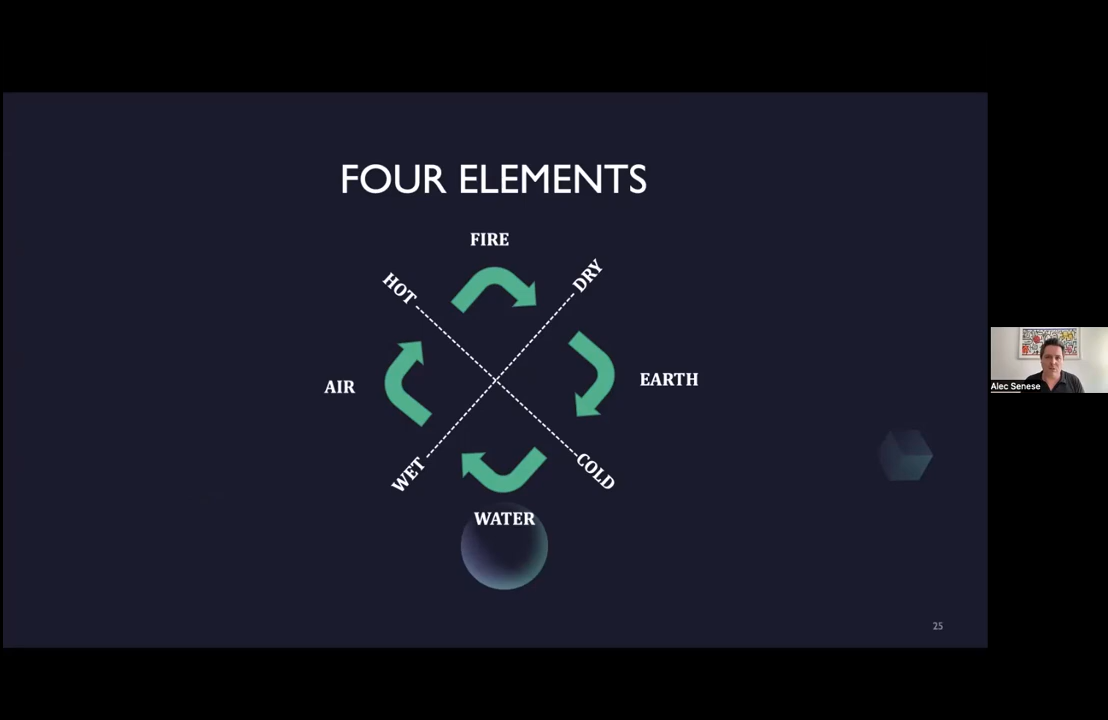 FOUR ELEMENTS
FIRE
HOT
DRY
AIR
EARTH
Alec Senese
WET
COLD
WATER
25